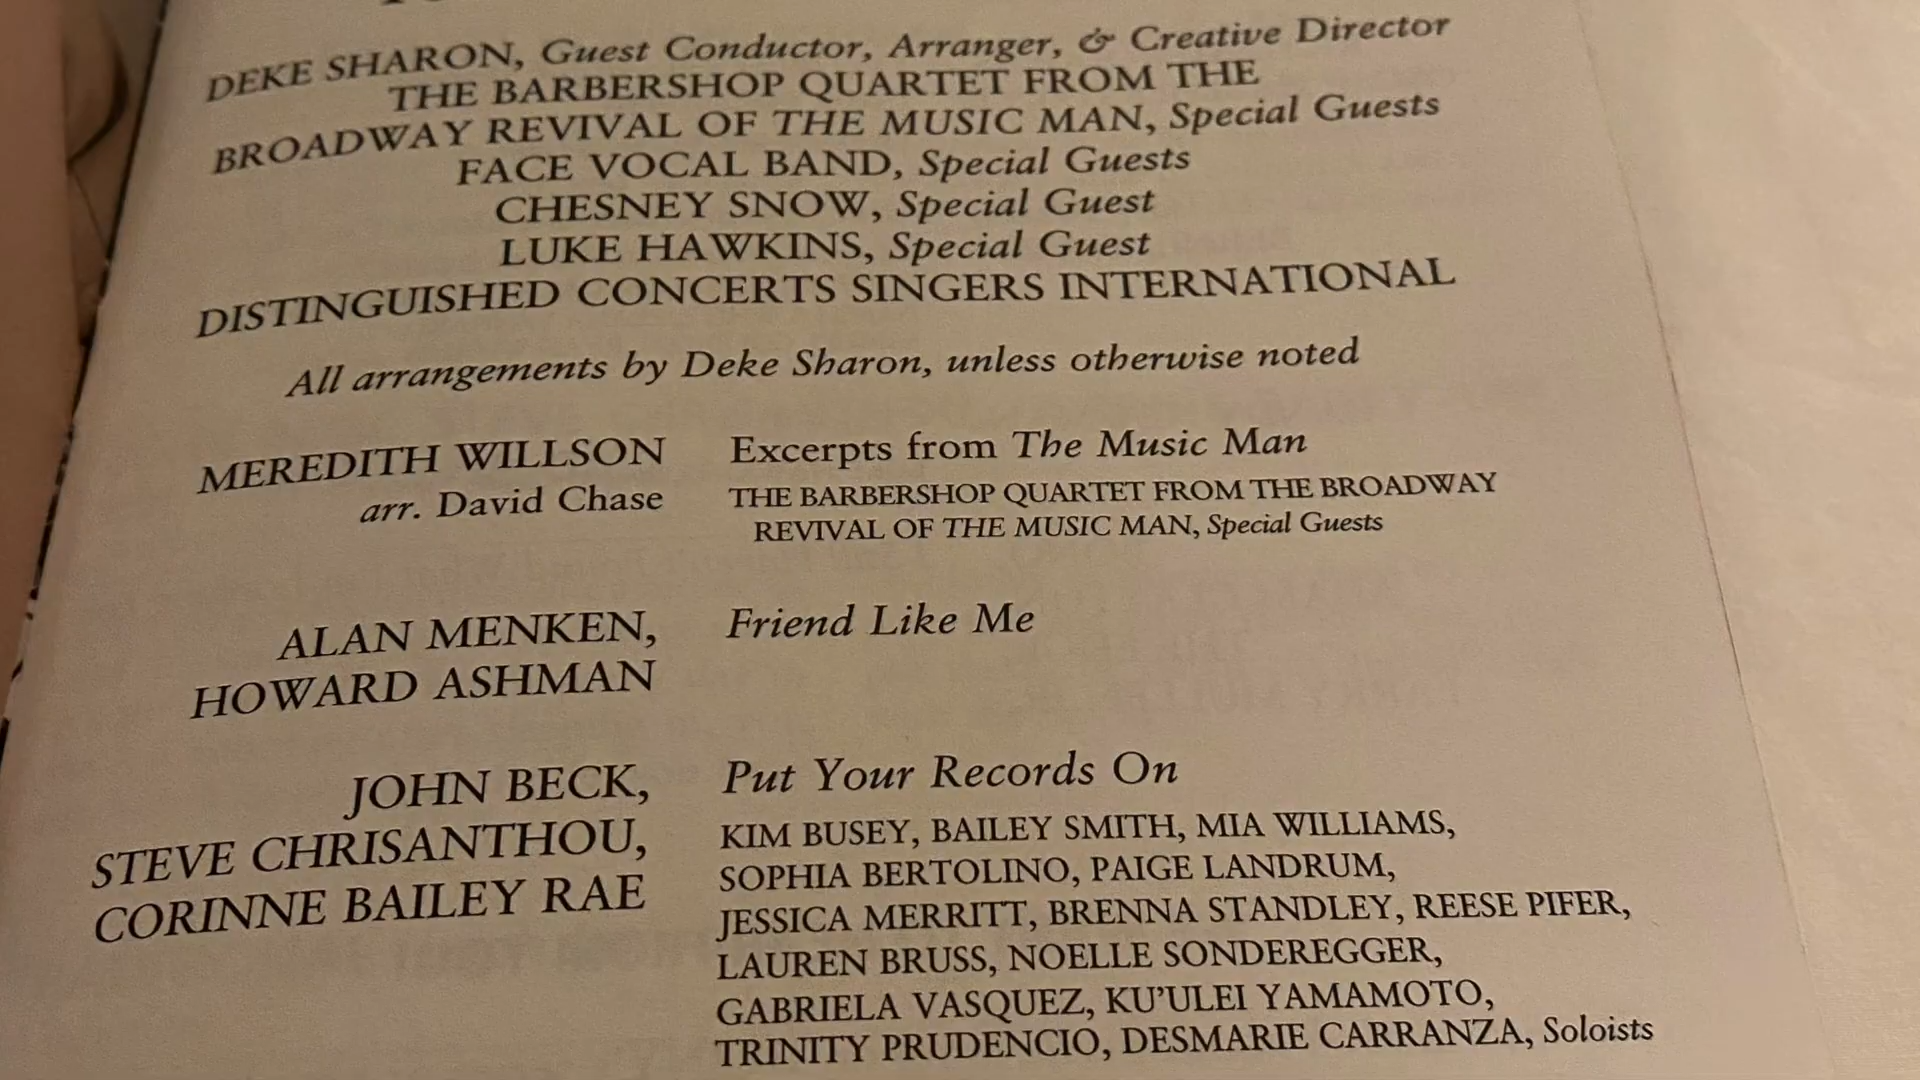 DEKE SHARON, Guest Conductor, Arranger, & Creative Director
THE BARBERSHOP QUARTET FROM THE
BROADWAY REVIVAL OF THE MUSIC MAN, Special Guests
FACE VOCAL BAND, Special Guests
CHESNEY SNOW, Special Guest
LUKE HAWKINS, Special Guest
DISTINGUISHED CONCERTS SINGERS INTERNATIONAL
All arrangements by Deke Sharon, unless otherwise noted
MEREDITH WILLSON
arr. David Chase
Excerpts from The Music Man
THE BARBERSHOP QUARTET FROM THE BROADWAY
REVIVAL OF THE MUSIC MAN, Special Guests
ALAN MENKEN,
HOWARD ASHMAN
Friend Like Me
JOHN BECK,
STEVE CHRISANTHOU,
CORINNE BAILEY RAE
Put Your Records On
KIM BUSEY, BAILEY SMITH, MIA WILLIAMS,
SOPHIA BERTOLINO, PAIGE LANDRUM,
JESSICA MERRITT, BRENNA STANDLEY, REESE PIFER,
LAUREN BRUSS, NOELLE SONDEREGGER,
GABRIELA VASQUEZ, KU'ULEI YAMAMOTO,
TRINITY PRUDENCIO, DESMARIE CARRANZA, Soloists